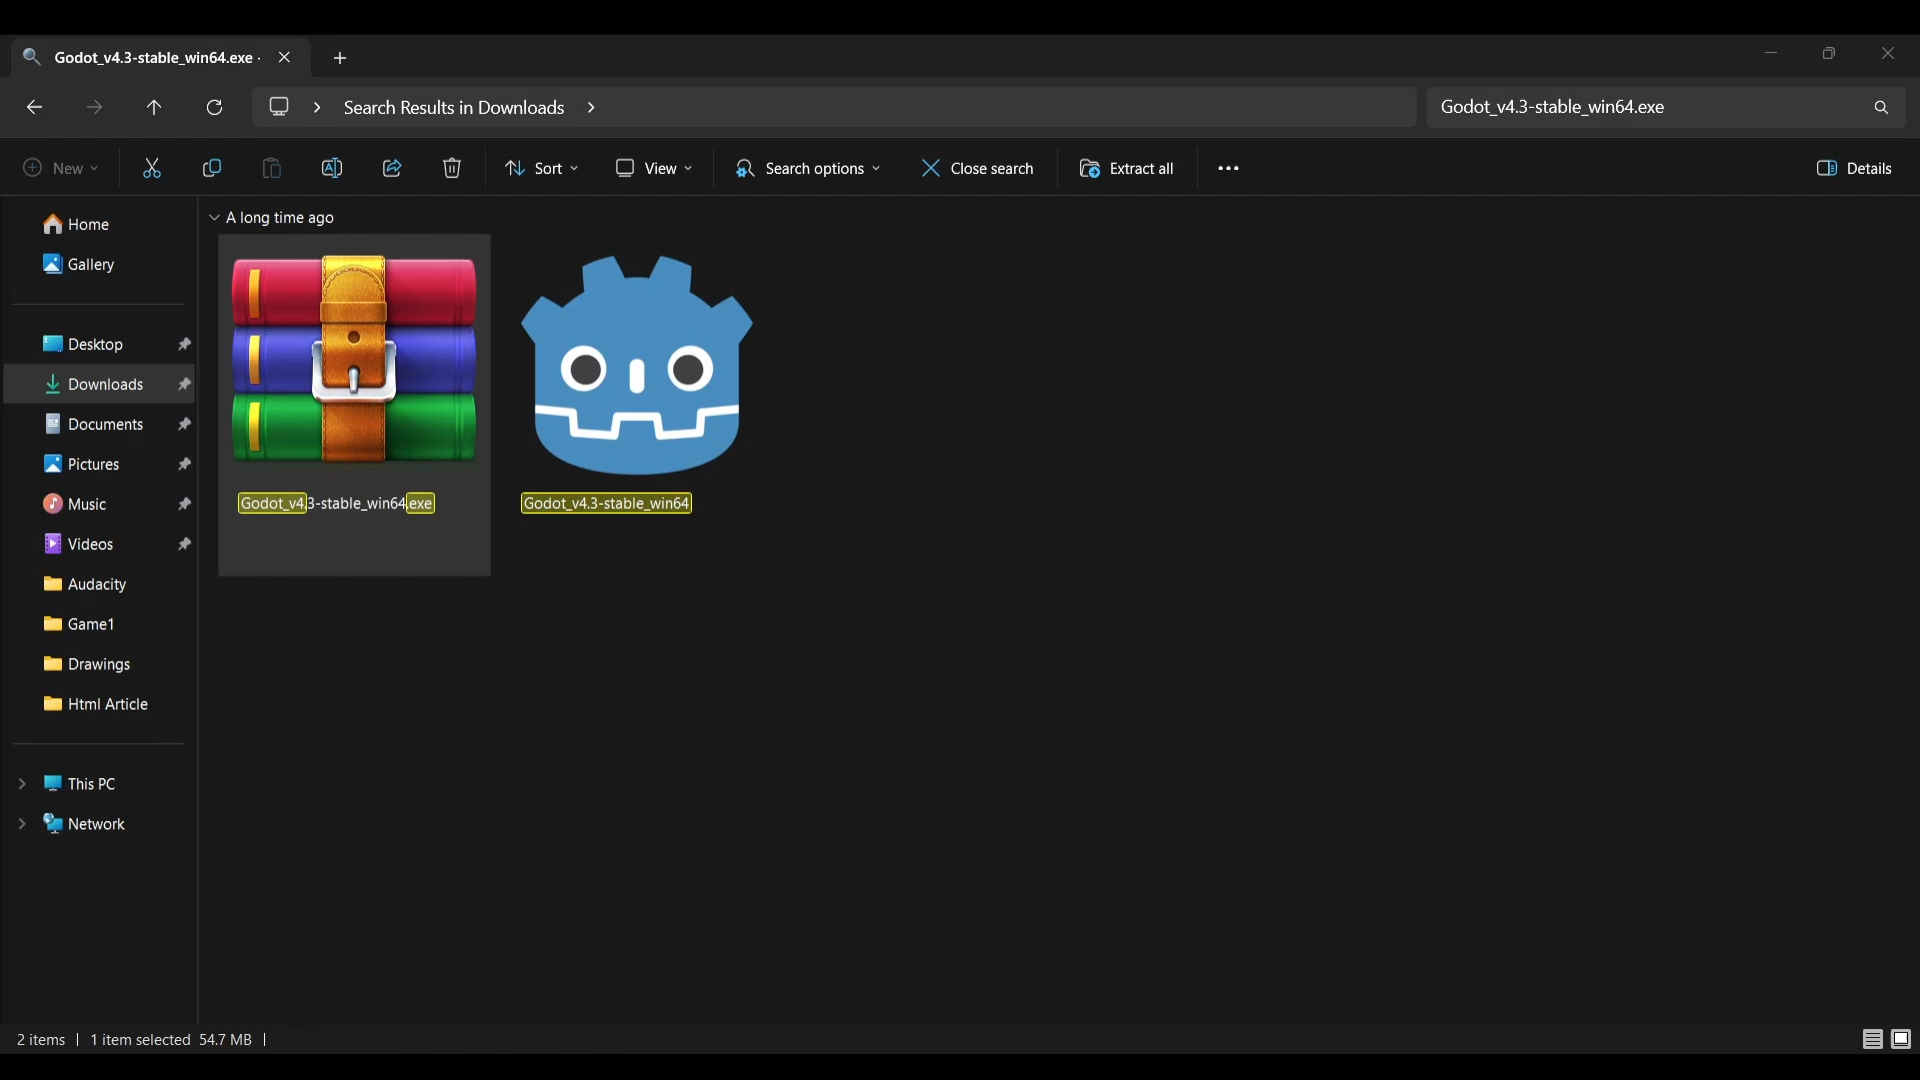 Godot_v4.3-stable_win64.exe ·
Search Results in Downloads
Godot_v4.3-stable_win64.exe
New
Sort
View
Search options
Close search
Extract all
Details
Home
Gallery
Desktop
Downloads
Documents
Pictures
Music
Videos
Audacity
Game1
Drawings
Html Article
This PC
Network
A long time ago
Godot_v4.3-stable_win64.exe
Godot_v4.3-stable_win64
2 items
1 item selected 54.7 MB